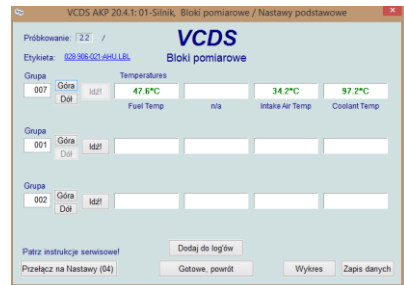 VCDS AKP 20.4.1: 01-Silnik, Bloki pomiarowe / Nastawy podstawowe
Próbkowanie: 2.2 /
VCDS
Etykieta: 028-906-021-AHU.LBL
Bloki pomiarowe
Grupa
Temperatures
007 Góra Dół Idź! 47.6°C 34.2°C 97.2°C
Fuel Temp n/a Intake Air Temp Coolant Temp
Grupa
001 Góra Dół Idź!
Grupa
002 Góra Dół Idź!
Patrz instrukcje serwisowe!
Dodaj do log'ów
Przełącz na Nastawy (04) Gotowe, powrót Wykres Zapis danych